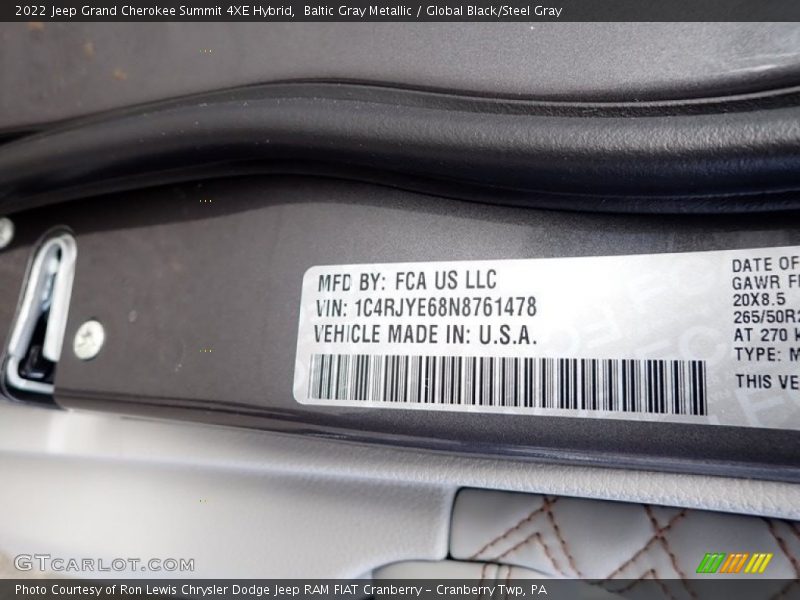 2022 Jeep Grand Cherokee Summit 4XE Hybrid,  Baltic Gray Metallic / Global Black/Steel Gray
MFD BY: FCA US LLC
VIN: 1C4RJYE68N8761478
VEHICLE MADE IN: U.S.A.
DATE OF
GAWR
20X8.5
265/50R
AT 270
TYPE:
THIS VE
GTCARLOT.COM
Photo Courtesy of Ron Lewis Chrysler Dodge Jeep RAM FIAT Cranberry – Cranberry Twp, PA